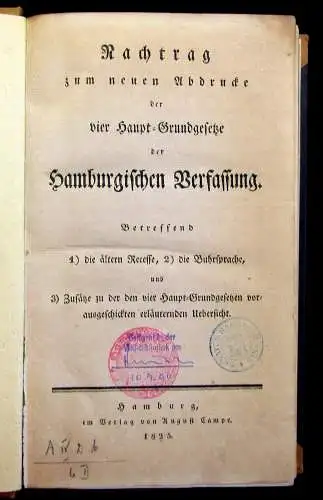 Nachtrag
zum neuen Abdrucke
der
vier Haupt-Grundgesetze
der
Hamburgischen Verfassung.
Betreffend
1) die ältern Recesse, 2) die Buhrsprache,
und
3) Zusätze zu der den vier Haupt-Grundgesetzen vor-
ausgeschickten erläuternden Uebersicht.
Hamburg,
im Verlag von August Campe.
1825.